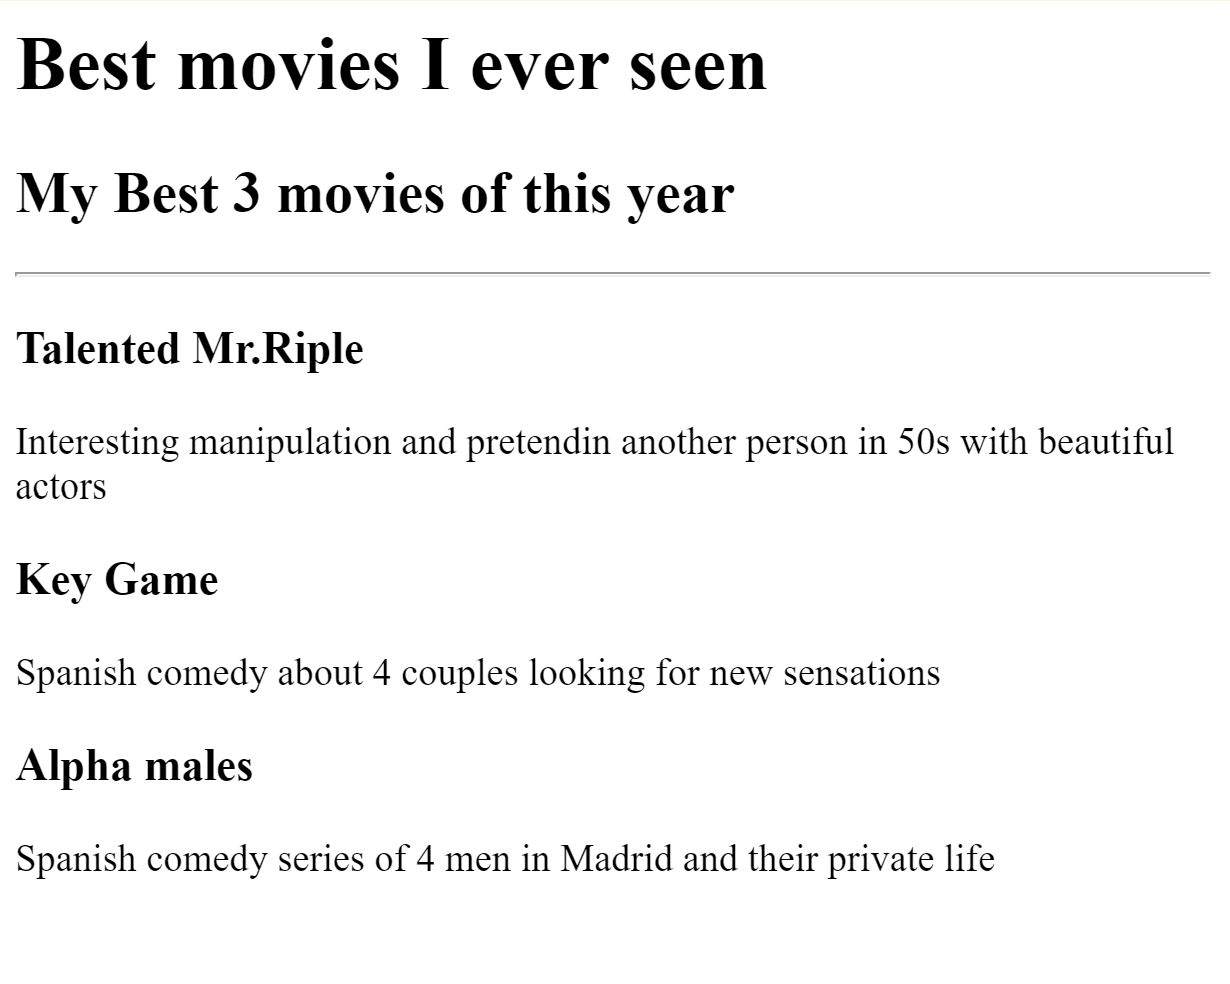 Best movies I ever seen
My Best 3 movies of this year
Talented Mr.Riple
Interesting manipulation and pretendin another person in 50s with beautiful
actors
Key Game
Spanish comedy about 4 couples looking for new sensations
Alpha males
Spanish comedy series of 4 men in Madrid and their private life